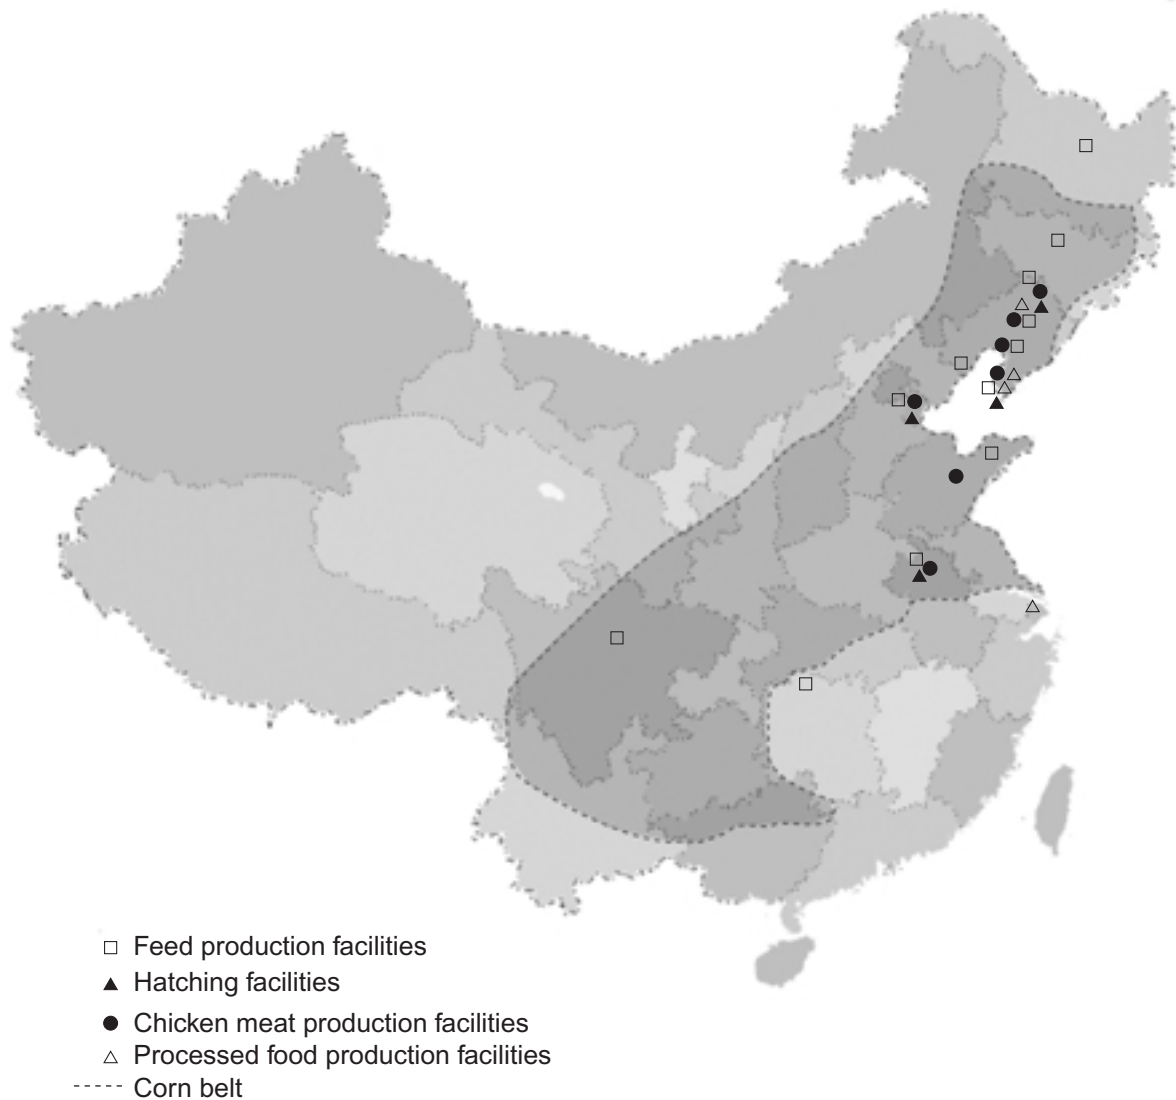 Feed production facilities
Hatching facilities
Chicken meat production facilities
Processed food production facilities
Corn belt